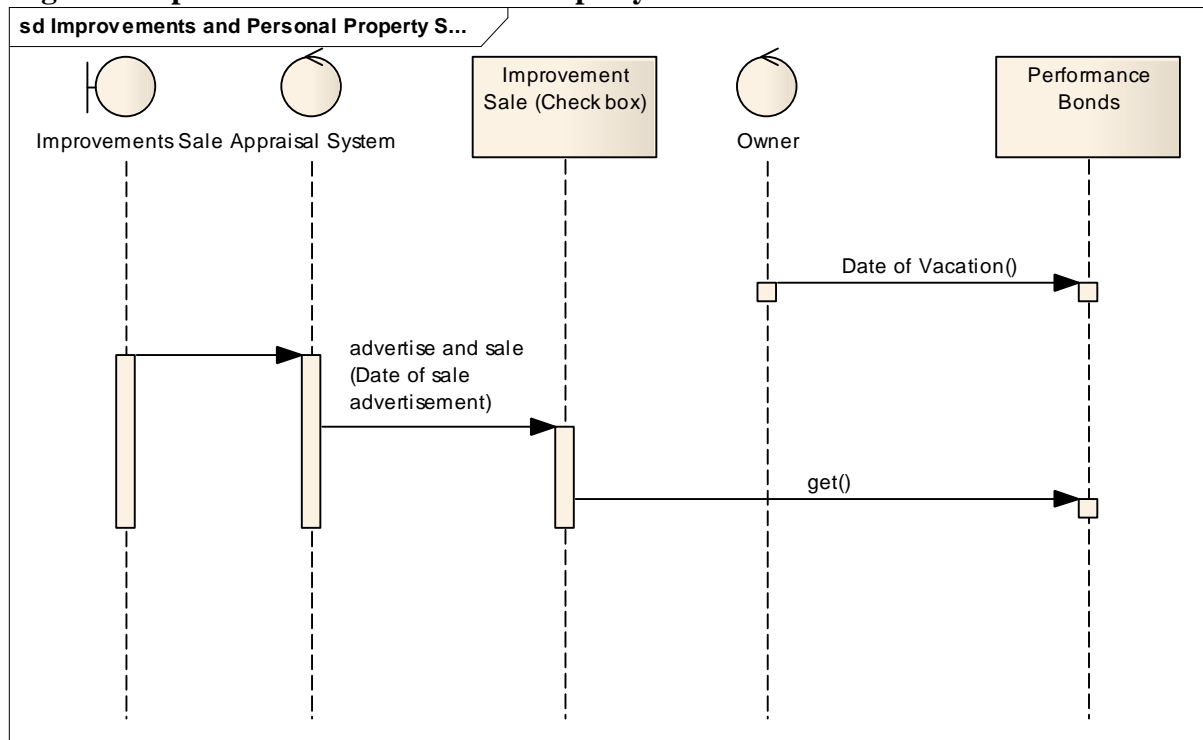 sd Improvements and Personal Property S...
Improvement
Sale (Check box)
Performance
Bonds
Improvements Sale
Appraisal System
Owner
Date of Vacation()
advertise and sale
(Date of sale
advertisement)
get()